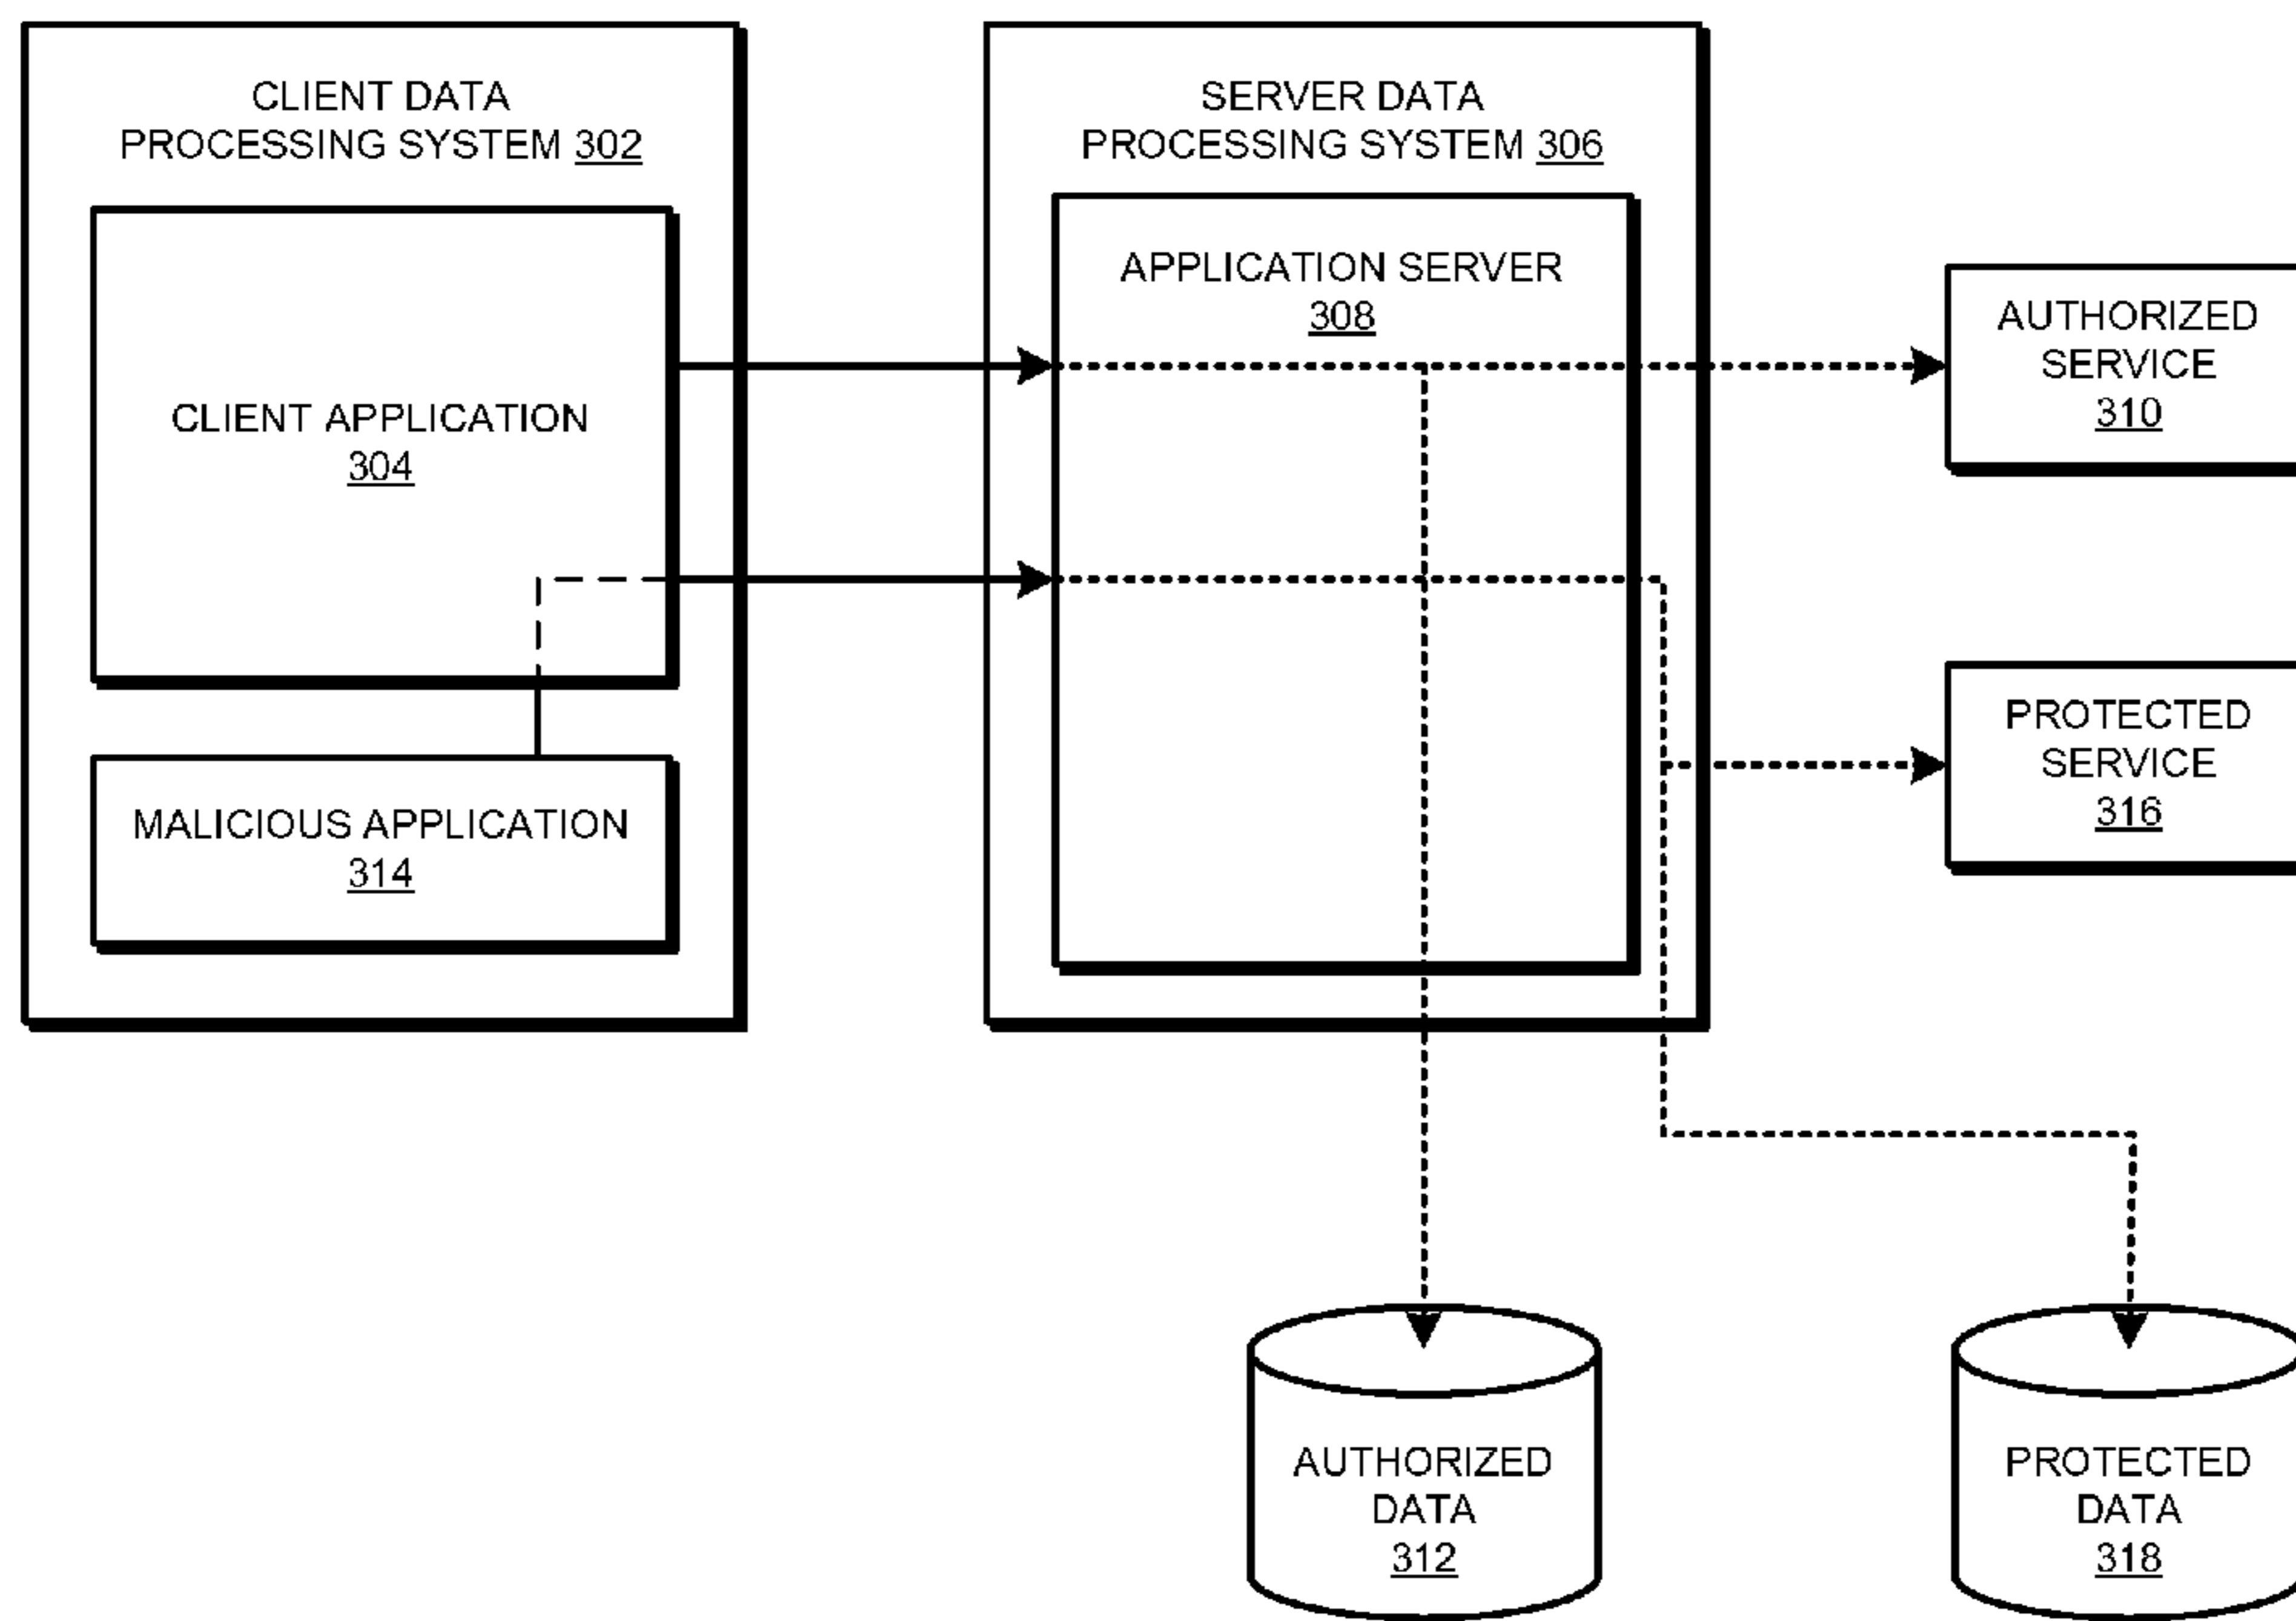 CLIENT DATA
PROCESSING SYSTEM 302
CLIENT APPLICATION
304
MALICIOUS APPLICATION
314
SERVER DATA
PROCESSING SYSTEM 306
APPLICATION SERVER
308
AUTHORIZED
SERVICE
310
PROTECTED
SERVICE
316
AUTHORIZED
DATA
312
PROTECTED
DATA
318